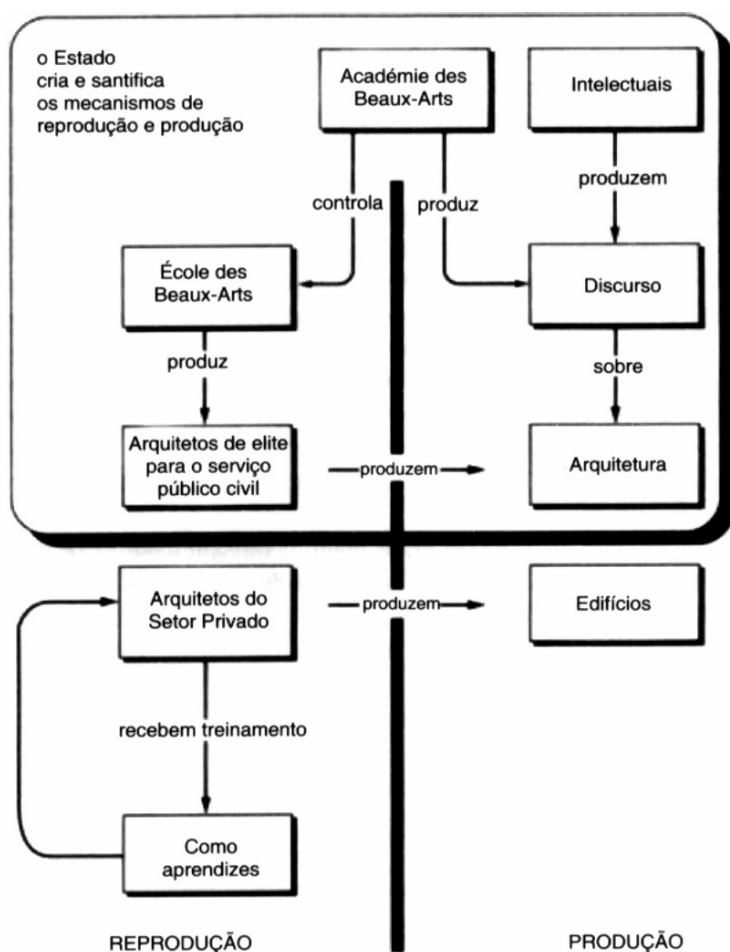 o Estado
cria e santifica
os mecanismos de
reprodução e produção
Académie des
Beaux-Arts
Intelectuais
controla
produz
produzem
École des
Beaux-Arts
Discurso
produz
sobre
Arquitetos de elite
para o serviço
público civil
produzem
Arquitetura
Arquitetos do
Setor Privado
produzem
Edifícios
recebem treinamento
Como
aprendizes
REPRODUÇÃO
PRODUÇÃO